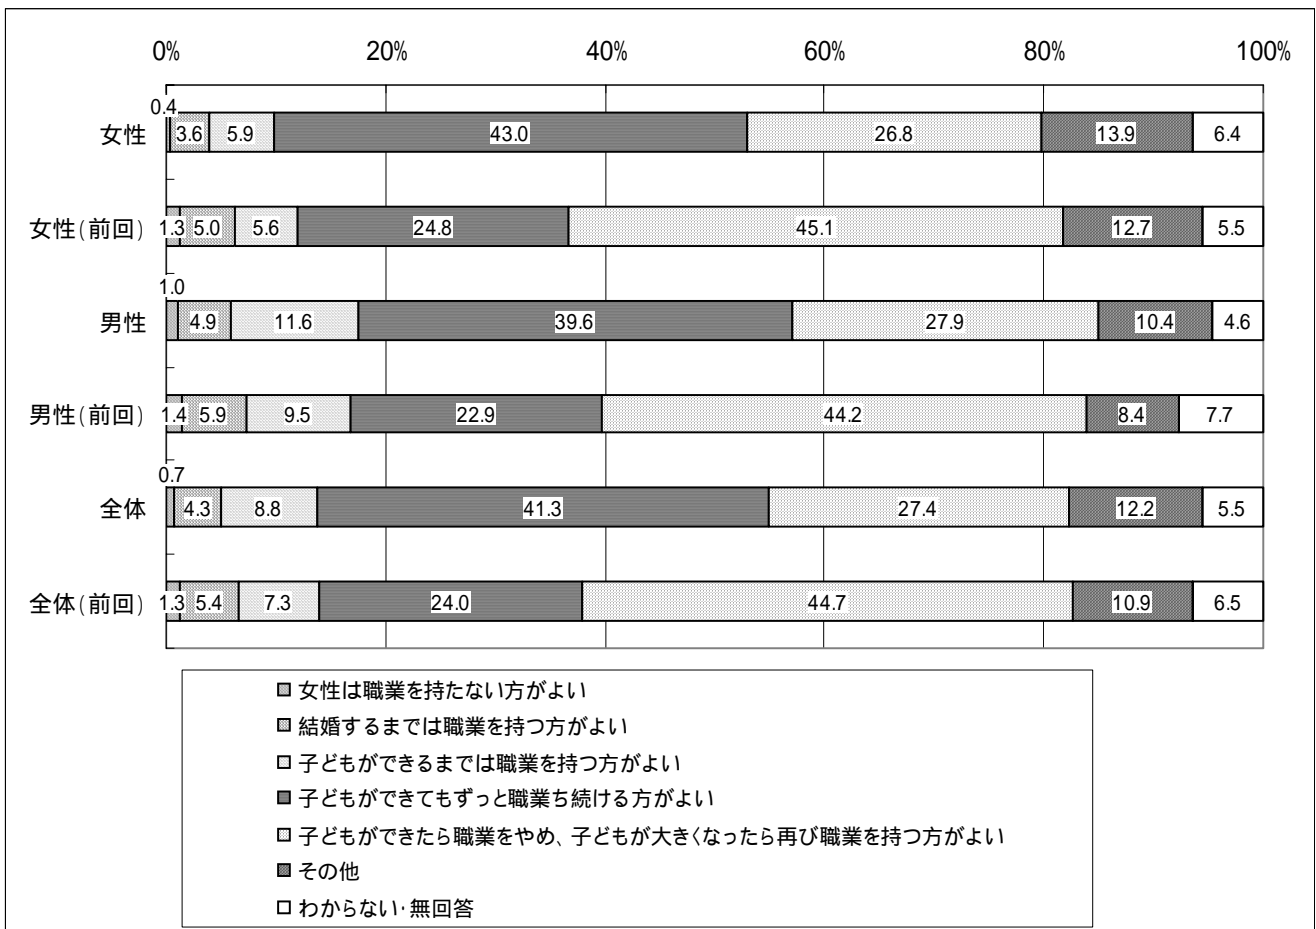 0% 20% 40% 60% 80% 100%
0.4
女性 3.6 5.9 43.0 26.8 13.9 6.4
女性(前回) 1.3 5.0 5.6 24.8 45.1 12.7 5.5
1.0
男性 4.9 11.6 39.6 27.9 10.4 4.6
男性(前回) 1.4 5.9 9.5 22.9 44.2 8.4 7.7
0.7
全体 4.3 8.8 41.3 27.4 12.2 5.5
全体(前回) 1.3 5.4 7.3 24.0 44.7 10.9 6.5
女性は職業を持たない方がよい
結婚するまでは職業を持つ方がよい
子どもができるまでは職業を持つ方がよい
子どもができてもずっと職業ち続ける方がよい
子どもができたら職業をやめ、子どもが大きくなったら再び職業を持つ方がよい
その他
わからない・無回答